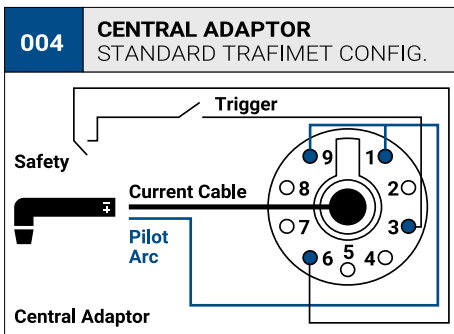 004
CENTRAL ADAPTOR
STANDARD TRAFIMET CONFIG.
Trigger
Safety
9 1
8 2
Current Cable
7 3
Pilot
Arc
6 5 4
Central Adaptor